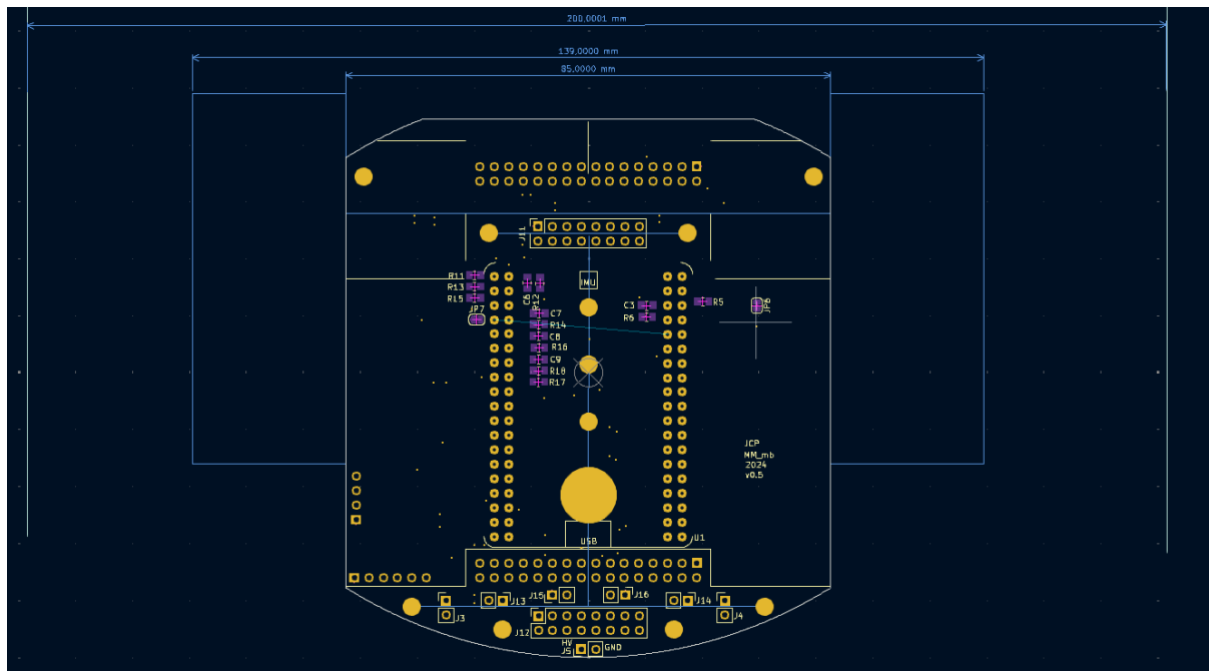 200,0001 mm
139,0000 mm
85,0000 mm
J11
R11
R13
R15
JP7
C6
R12
IMU
C7
R14
C8
R16
C9
R18
R17
C3
R6
R5
JP8
JCP
MM_mb
2024
v0.5
USB
U1
J3
J13
J15
J16
J14
J4
J12
HV
J5
GND